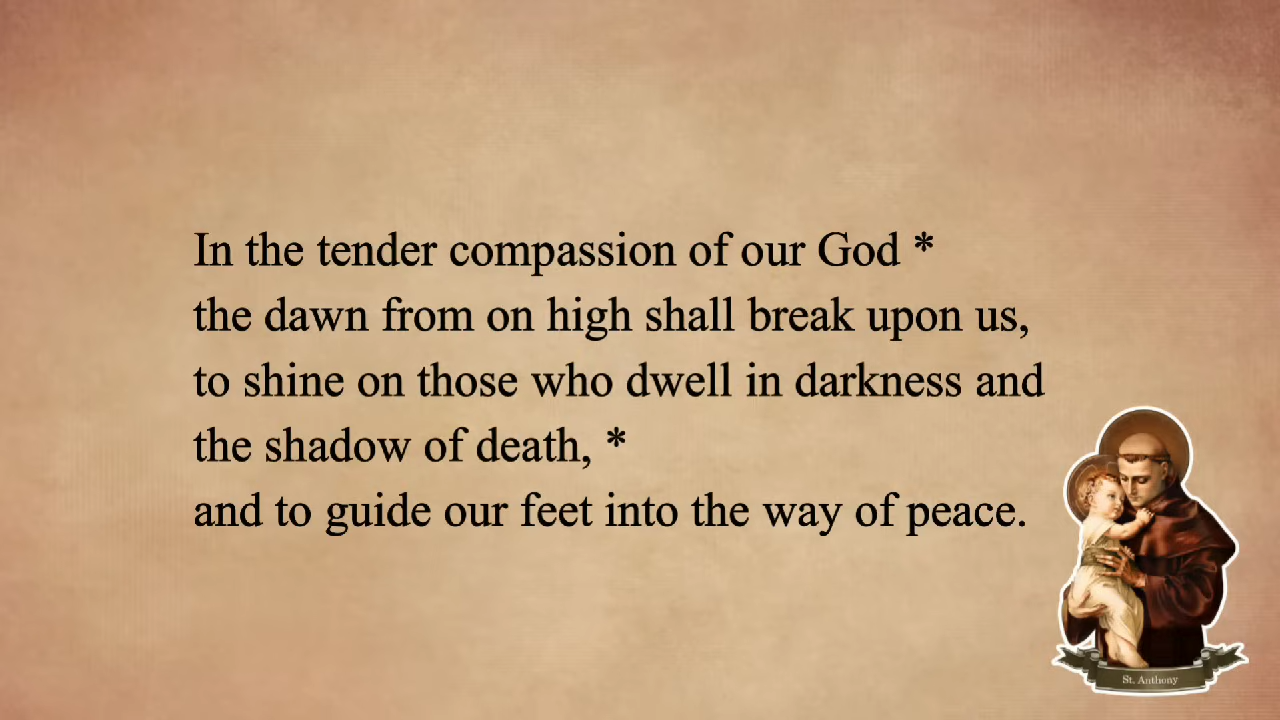 In the tender compassion of our God *
the dawn from on high shall break upon us,
to shine on those who dwell in darkness and
the shadow of death, *
and to guide our feet into the way of peace.
St. Anthony